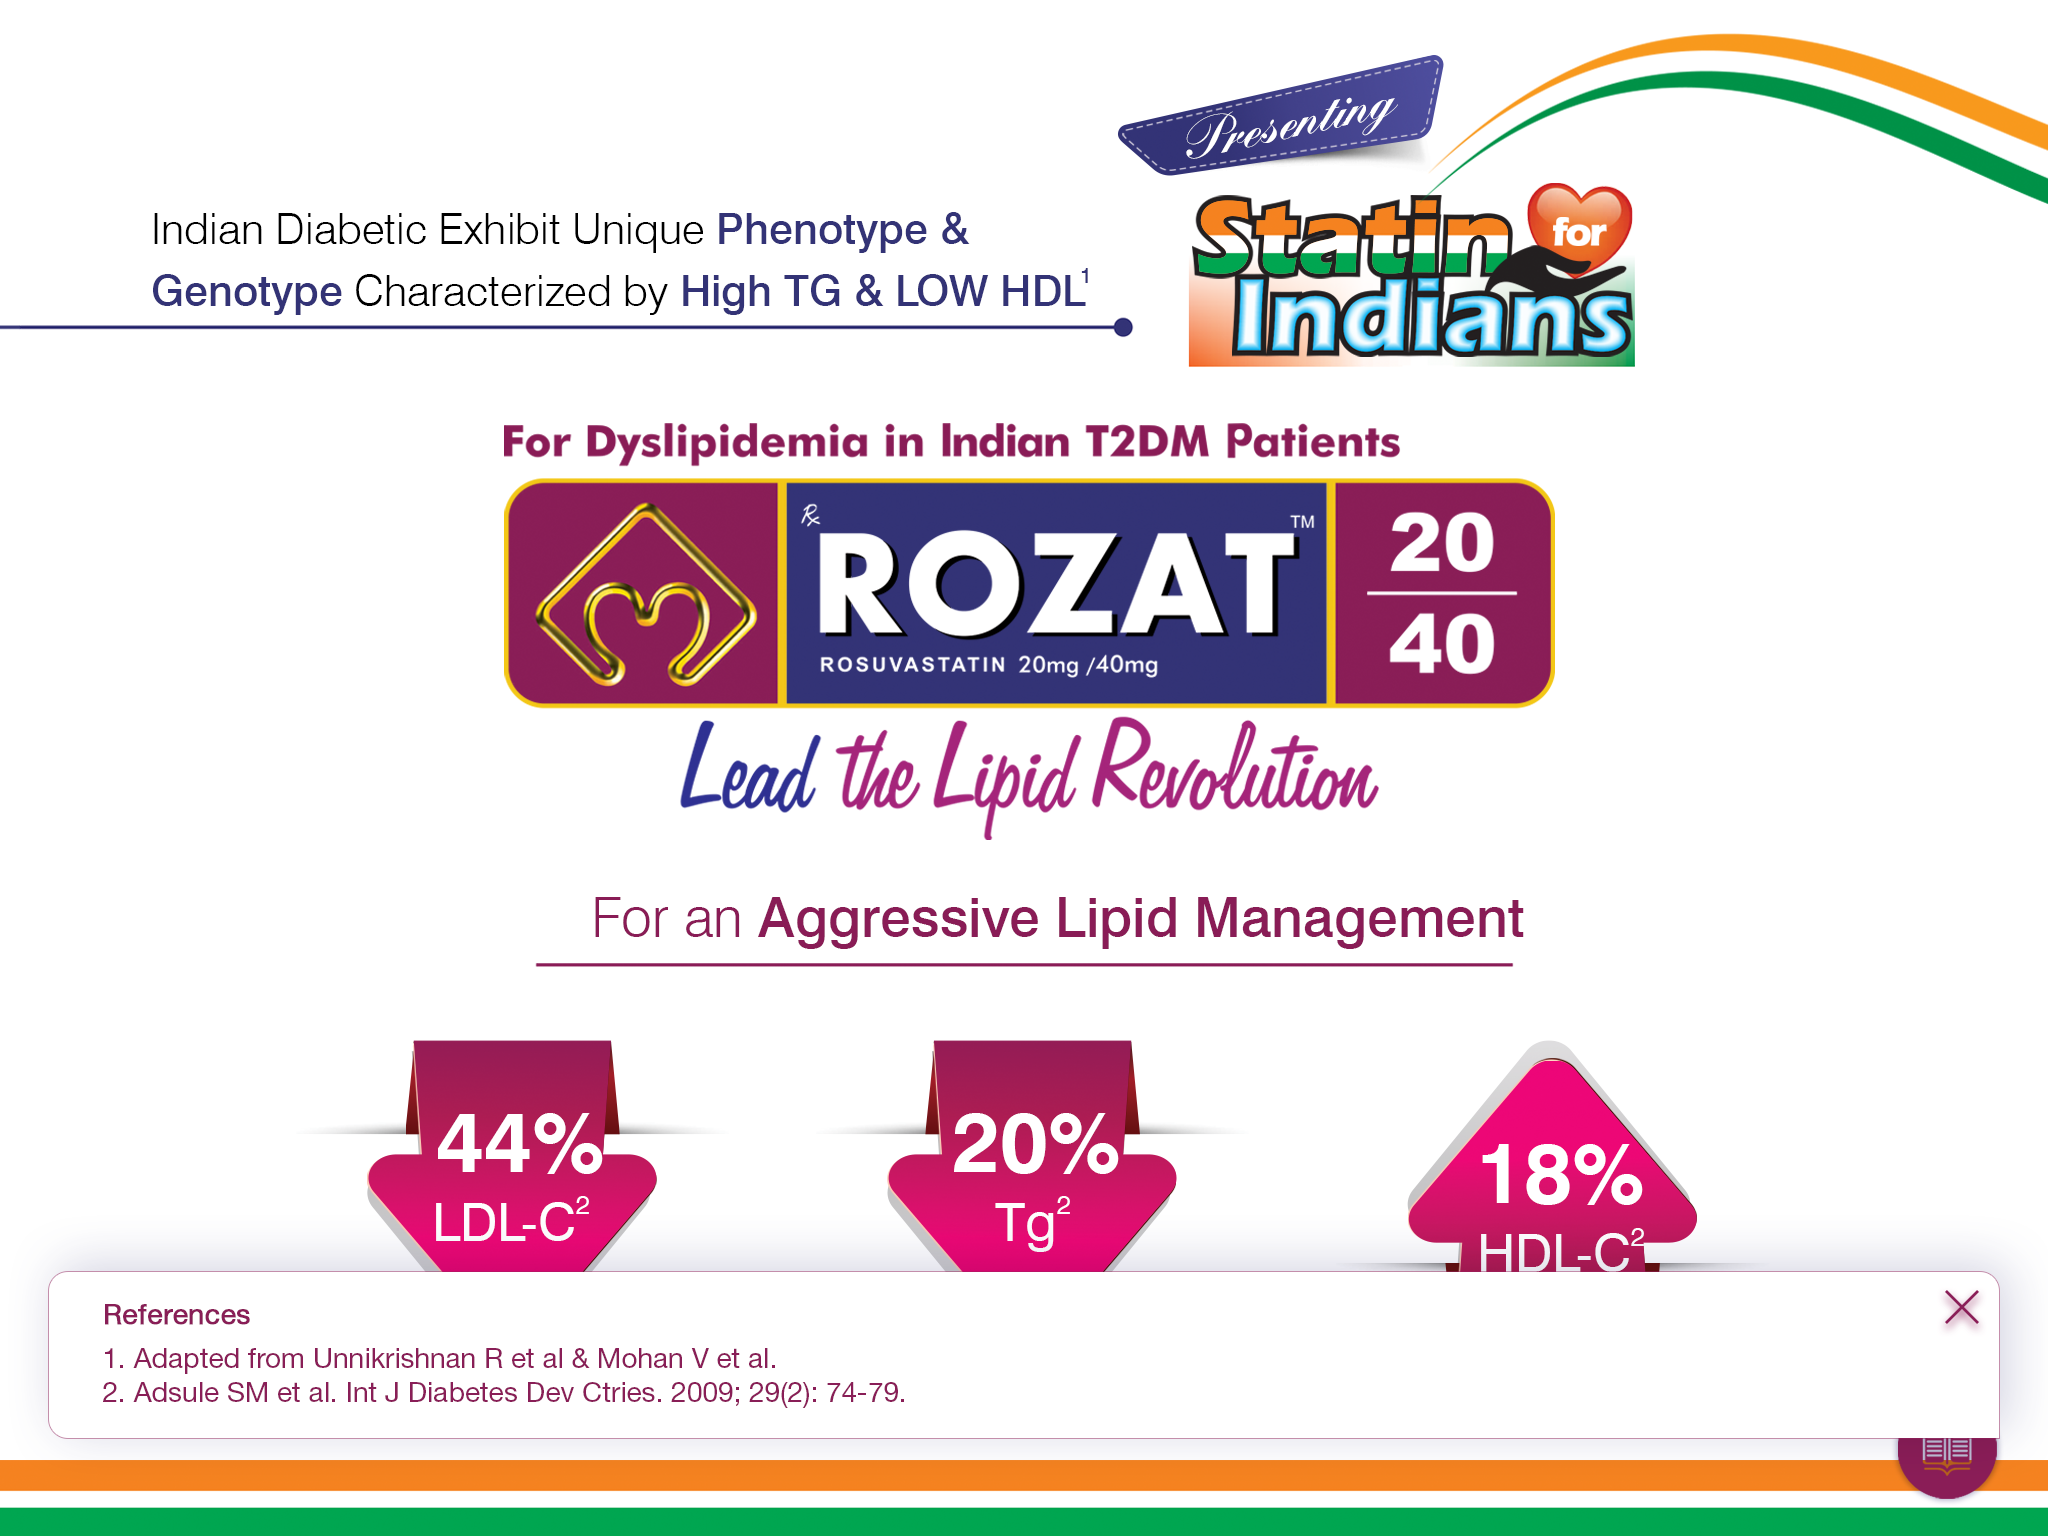 Presenting
Statin for
Indians
Indian Diabetic Exhibit Unique Phenotype &
Genotype Characterized by High TG & LOW HDL¹
For Dyslipidemia in Indian T2DM Patients
Rx
ROZAT™
ROSUVASTATIN 20mg /40mg
20
40
Lead the Lipid Revolution
For an Aggressive Lipid Management
44%
LDL-C²
20%
Tg²
18%
HDL-C²
References
1. Adapted from Unnikrishnan R et al & Mohan V et al.
2. Adsule SM et al. Int J Diabetes Dev Ctries. 2009; 29(2): 74-79.